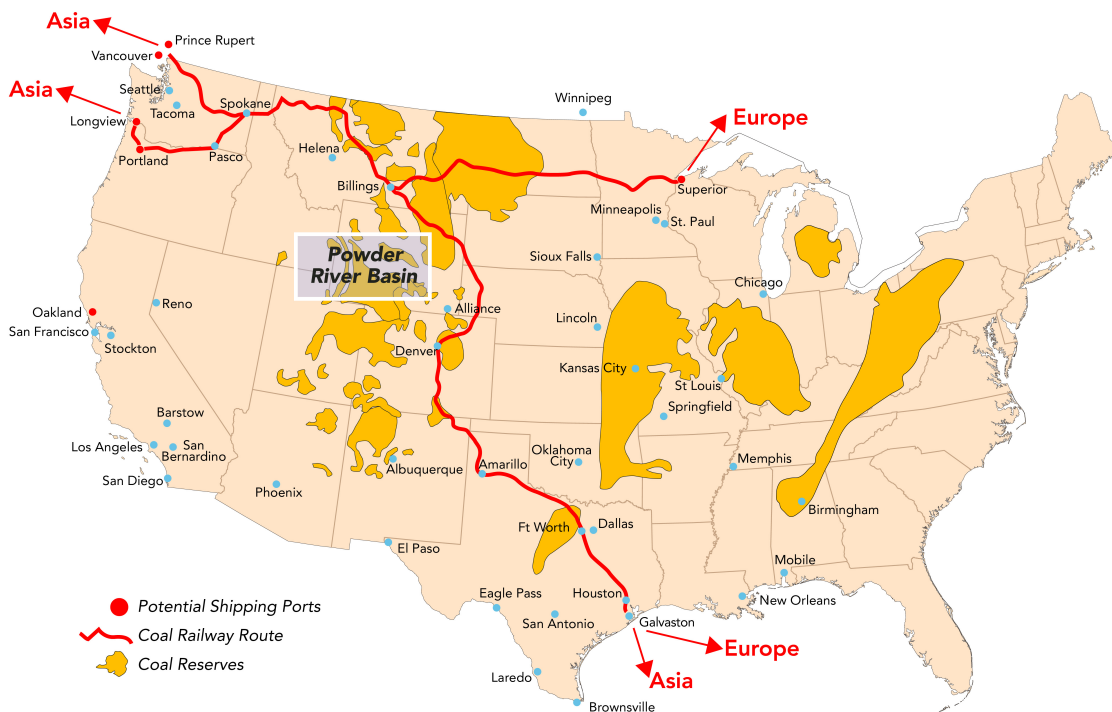 Asia
Prince Rupert
Vancouver
Asia
Seattle
Tacoma
Spokane
Longview
Portland
Pasco
Helena
Billings
Winnipeg
Europe
Superior
Minneapolis
St. Paul
Sioux Falls
Powder
River Basin
Chicago
Reno
Oakland
San Francisco
Stockton
Alliance
Lincoln
Denver
Kansas City
St Louis
Springfield
Barstow
Los Angeles
San
Bernardino
San Diego
Phoenix
Albuquerque
Amarillo
Oklahoma
City
Memphis
Birmingham
Ft Worth
Dallas
El Paso
Mobile
New Orleans
Eagle Pass
San Antonio
Houston
Galvaston
Europe
Asia
Laredo
Brownsville
Potential Shipping Ports
Coal Railway Route
Coal Reserves